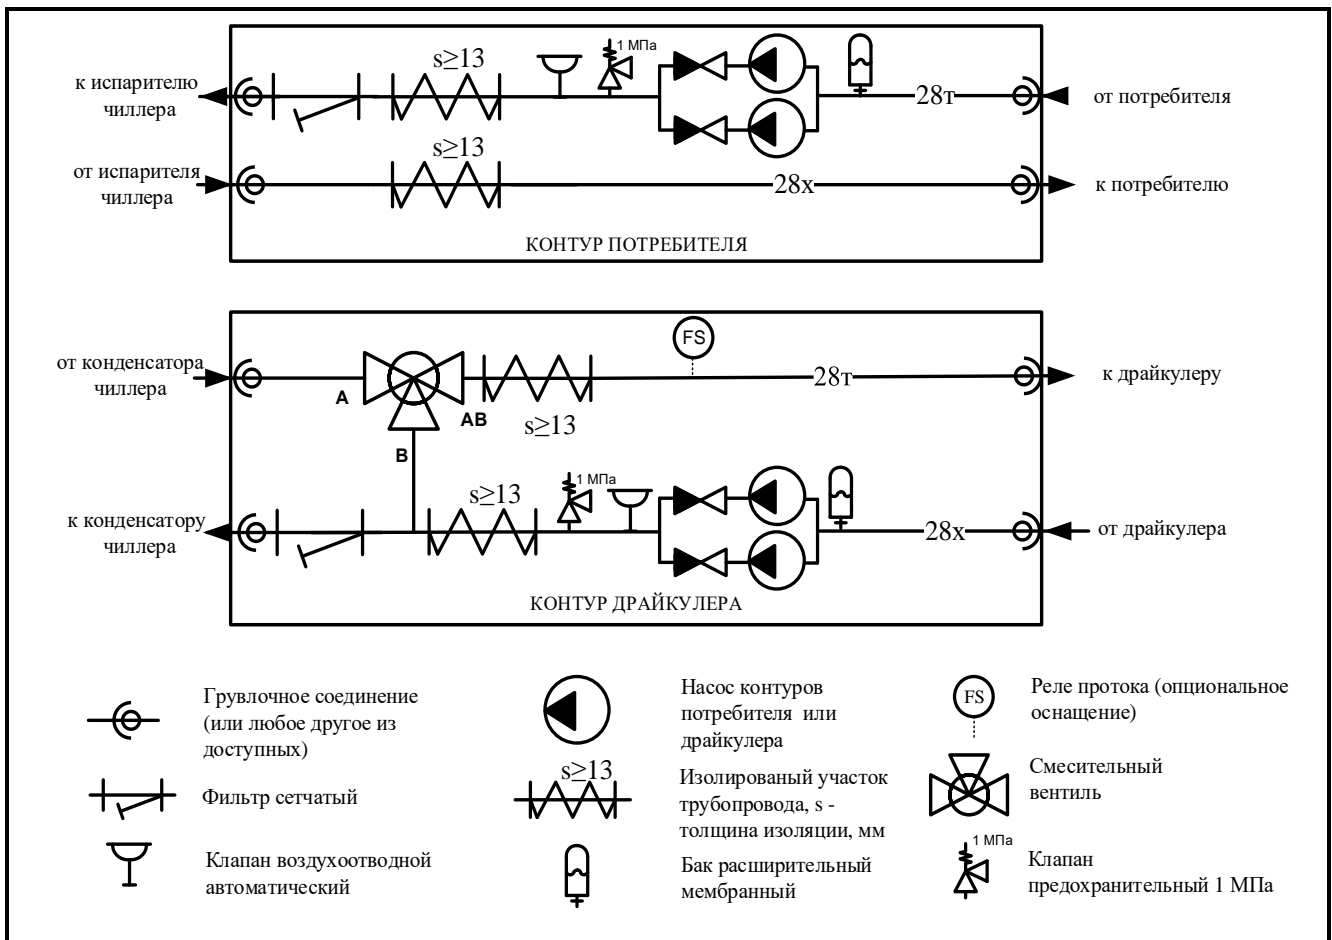 к испарителю
чиллера
s≥13
1 МПа
28т
от потребителя
от испарителя
чиллера
s≥13
28х
к потребителю
КОНТУР ПОТРЕБИТЕЛЯ
от конденсатора
чиллера
A
AB
B
s≥13
FS
28т
к драйкулеру
к конденсатору
чиллера
s≥13
1 МПа
28х
от драйкулера
КОНТУР ДРАЙКУЛЕРА
Грувлочное соединение
(или любое другое из
доступных)
Фильтр сетчатый
Клапан воздухоотводной
автоматический
Насос контуров
потребителя или
драйкулера
s≥13
Изолированый участок
трубопровода, s -
толщина изоляции, мм
Бак расширительный
мембранный
FS
Реле протока (опциональное
оснащение)
Смесительный
вентиль
1 МПа
Клапан
предохранительный 1 МПа